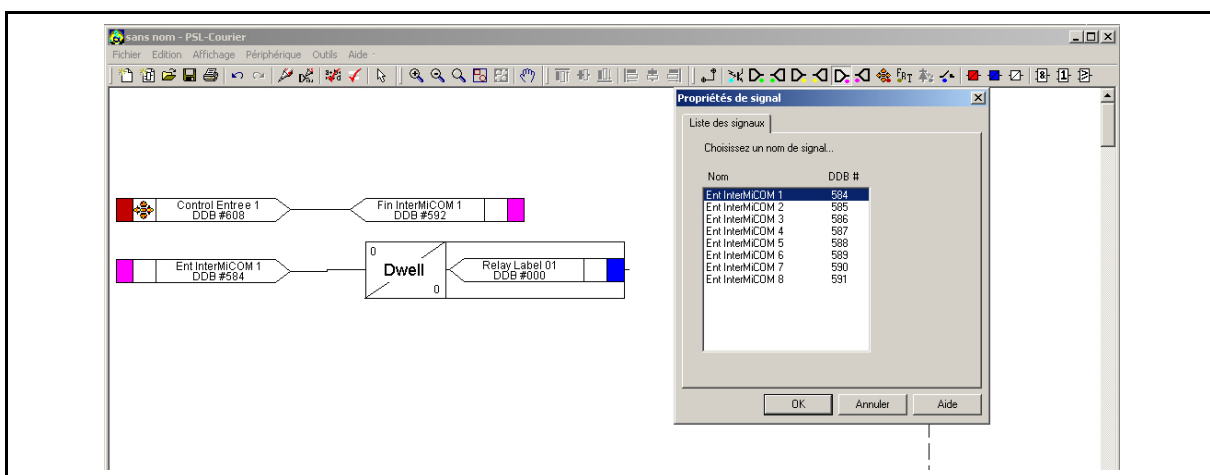 sans nom - PSL-Courier
Fichier Edition Affichage Périphérique Outils Aide
Control Entree 1
DDB #608
Fin InterMiCOM 1
DDB #592
Ent InterMiCOM 1
DDB #584
0
Dwell
0
Relay Label 01
DDB #000
Propriétés de signal
Liste des signaux
Choisissez un nom de signal...
Nom DDB #
Ent InterMiCOM 1 584
Ent InterMiCOM 2 585
Ent InterMiCOM 3 586
Ent InterMiCOM 4 587
Ent InterMiCOM 5 588
Ent InterMiCOM 6 589
Ent InterMiCOM 7 590
Ent InterMiCOM 8 591
OK Annuler Aide